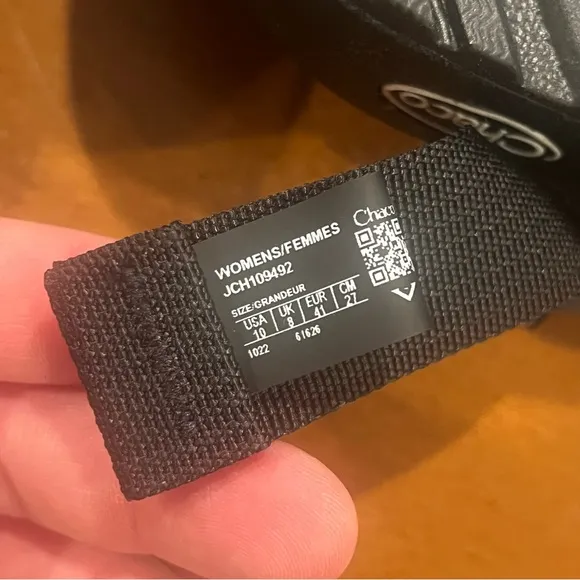 Chaco
Chaco
WOMENS/FEMMES
JCH109492
SIZE/GRANDEUR
USA UK EUR CM
10 8 41 27
1022 61626